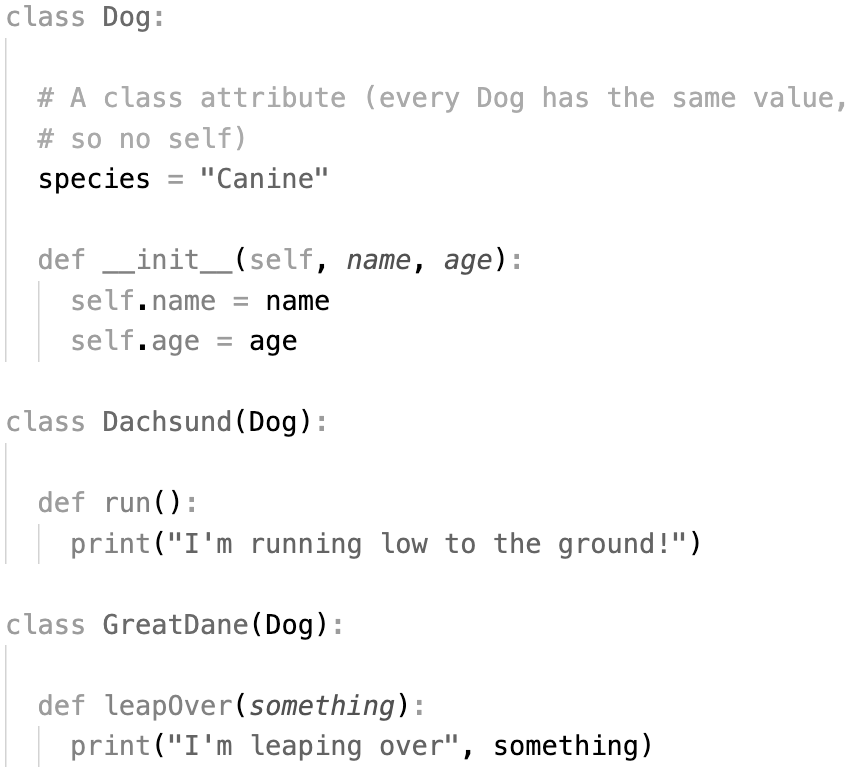 class Dog:
# A class attribute (every Dog has the same value,
# so no self)
species = "Canine"
def __init__(self, name, age):
self.name = name
self.age = age
class Dachsund(Dog):
def run():
print("I'm running low to the ground!")
class GreatDane(Dog):
def leapOver(something):
print("I'm leaping over", something)